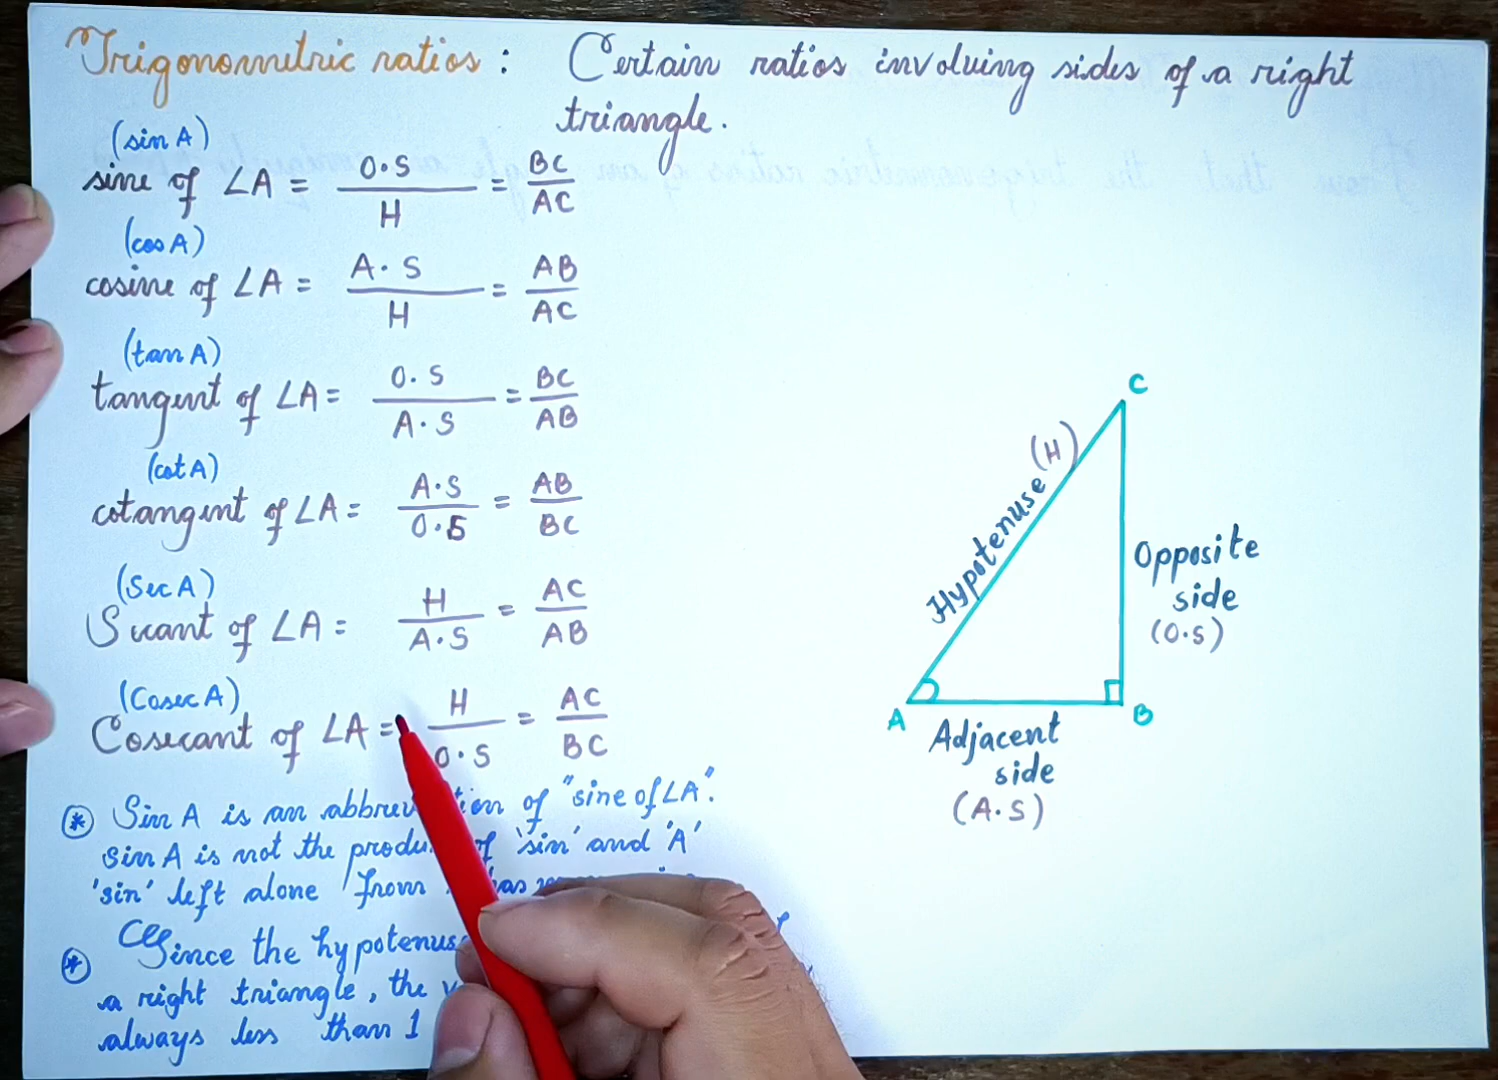 Trigonometric ratios : Certain ratios involving sides of a right
triangle.
(sin A)
sine of ∠A = O.S / H = BC / AC
(cos A)
cosine of ∠A = A.S / H = AB / AC
(tan A)
tangent of ∠A = O.S / A.S = BC / AB
(cot A)
cotangent of ∠A = A.S / O.S = AB / BC
(Sec A)
Secant of ∠A = H / A.S = AC / AB
(Cosec A)
Cosecant of ∠A = H / O.S = AC / BC
* Sin A is an of "sine of ∠A".
sin A is not the of 'sin' and 'A'
'sin' left alone from has
* Since the
a right triangle, the
always less than 1
C
Hypotenuse (H)
Opposite
side
(O.S)
A
B
Adjacent
side
(A.S)